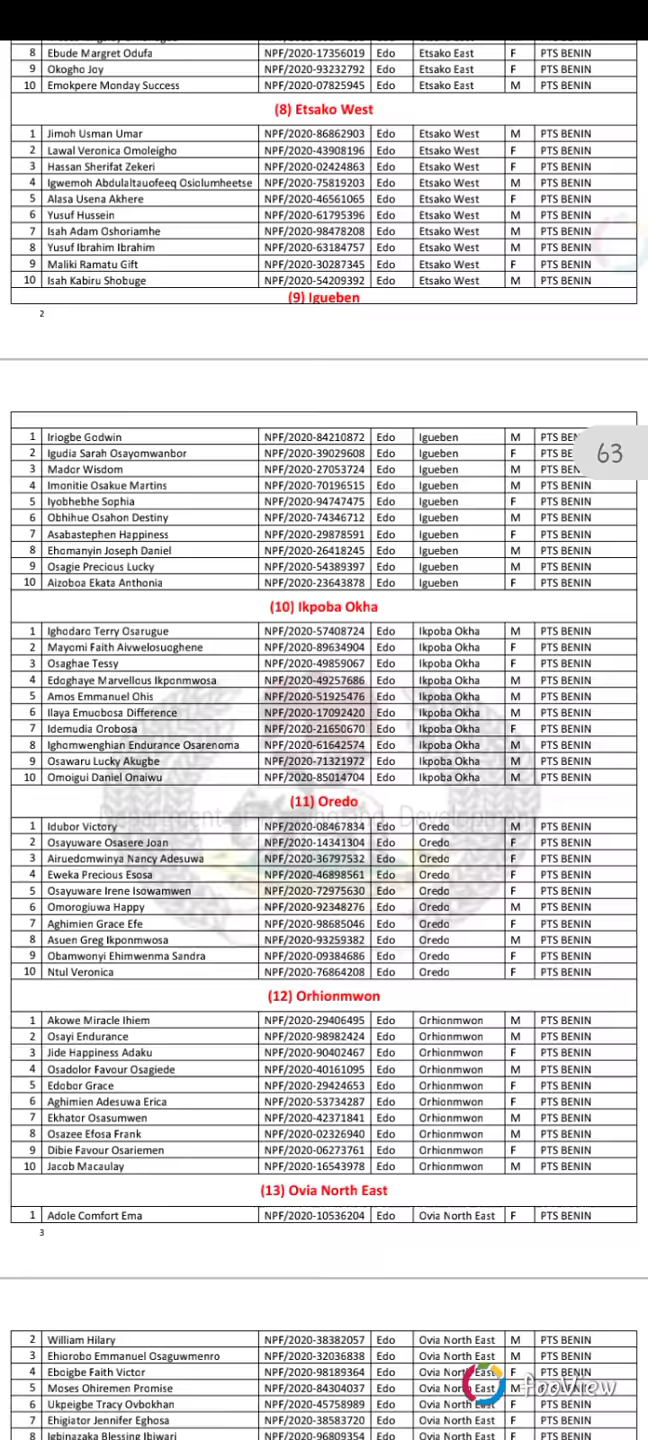 8 Ebude Margret Odufa NPF/2020-17356019 Edo Etsako East F PTS BENIN
9 Okogho Joy NPF/2020-93232792 Edo Etsako East F PTS BENIN
10 Emokpere Monday Success NPF/2020-07825945 Edo Etsako East M PTS BENIN
(8) Etsako West
1 Jimoh Usman Umar NPF/2020-86862903 Edo Etsako West M PTS BENIN
2 Lawal Veronica Omoleigho NPF/2020-43908196 Edo Etsako West F PTS BENIN
3 Hassan Sherifat Zekeri NPF/2020-02424863 Edo Etsako West F PTS BENIN
4 Igwemoh Abdulaltauofeeq Osiolumheetse NPF/2020-75819203 Edo Etsako West M PTS BENIN
5 Alasa Usena Akhere NPF/2020-46561065 Edo Etsako West F PTS BENIN
6 Yusuf Hussein NPF/2020-61795396 Edo Etsako West M PTS BENIN
7 Isah Adam Oshoriamhe NPF/2020-98478208 Edo Etsako West M PTS BENIN
8 Yusuf Ibrahim Ibrahim NPF/2020-63184757 Edo Etsako West M PTS BENIN
9 Maliki Ramatu Gift NPF/2020-30287345 Edo Etsako West F PTS BENIN
10 Isah Kabiru Shobuge NPF/2020-54209392 Edo Etsako West M PTS BENIN
(9) Igueben
2
1 Iriogbe Godwin NPF/2020-84210872 Edo Igueben M PTS BEN
2 Igudia Sarah Osayomwanbor NPF/2020-39029608 Edo Igueben F PTS BE
63
3 Mador Wisdom NPF/2020-27053724 Edo Igueben M PTS BEN
4 Imonitie Osakue Martins NPF/2020-70196515 Edo Igueben M PTS BENIN
5 Iyobhebhe Sophia NPF/2020-94747475 Edo Igueben F PTS BENIN
6 Obhihue Osahon Destiny NPF/2020-74346712 Edo Igueben M PTS BENIN
7 Asabastephen Happiness NPF/2020-29878591 Edo Igueben F PTS BENIN
8 Ehomanyin Joseph Daniel NPF/2020-26418245 Edo Igueben M PTS BENIN
9 Osagie Precious Lucky NPF/2020-54389397 Edo Igueben M PTS BENIN
10 Aizoboa Ekata Anthonia NPF/2020-23643878 Edo Igueben F PTS BENIN
(10) Ikpoba Okha
1 Ighodaro Terry Osarugue NPF/2020-57408724 Edo Ikpoba Okha M PTS BENIN
2 Mayomi Faith Aivwelosuoghene NPF/2020-89634904 Edo Ikpoba Okha F PTS BENIN
3 Osaghae Tessy NPF/2020-49859067 Edo Ikpoba Okha F PTS BENIN
4 Edoghaye Marvellous Ikponmwosa NPF/2020-49257686 Edo Ikpoba Okha M PTS BENIN
5 Amos Emmanuel Ohis NPF/2020-51925476 Edo Ikpoba Okha M PTS BENIN
6 Ilaya Emuobosa Difference NPF/2020-17092420 Edo Ikpoba Okha M PTS BENIN
7 Idemudia Orobosa NPF/2020-21650670 Edo Ikpoba Okha F PTS BENIN
8 Ighomwenghian Endurance Osarenoma NPF/2020-61642574 Edo Ikpoba Okha M PTS BENIN
9 Osawaru Lucky Akugbe NPF/2020-71321972 Edo Ikpoba Okha M PTS BENIN
10 Omoigui Daniel Onaiwu NPF/2020-85014704 Edo Ikpoba Okha M PTS BENIN
(11) Oredo
1 Idubor Victory NPF/2020-08467834 Edo Oredo M PTS BENIN
2 Osayuware Osasere Joan NPF/2020-14341304 Edo Oredo F PTS BENIN
3 Airuedomwinya Nancy Adesuwa NPF/2020-36797532 Edo Oredo F PTS BENIN
4 Eweka Precious Esosa NPF/2020-46898561 Edo Oredo F PTS BENIN
5 Osayuware Irene Isowamwen NPF/2020-72975630 Edo Oredo F PTS BENIN
6 Omorogiuwa Happy NPF/2020-92348276 Edo Oredo M PTS BENIN
7 Aghimien Grace Efe NPF/2020-98685046 Edo Oredo F PTS BENIN
8 Asuen Greg Ikponmwosa NPF/2020-93259382 Edo Oredo M PTS BENIN
9 Obamwonyi Ehimwenma Sandra NPF/2020-09384686 Edo Oredo F PTS BENIN
10 Ntul Veronica NPF/2020-76864208 Edo Oredo F PTS BENIN
(12) Orhionmwon
1 Akowe Miracle Ihiem NPF/2020-29406495 Edo Orhionmwon M PTS BENIN
2 Osayi Endurance NPF/2020-98982424 Edo Orhionmwon M PTS BENIN
3 Jide Happiness Adaku NPF/2020-90402467 Edo Orhionmwon F PTS BENIN
4 Osadolor Favour Osagiede NPF/2020-40161095 Edo Orhionmwon M PTS BENIN
5 Edobor Grace NPF/2020-29424653 Edo Orhionmwon F PTS BENIN
6 Aghimien Adesuwa Erica NPF/2020-53734287 Edo Orhionmwon F PTS BENIN
7 Ekhator Osasumwen NPF/2020-42371841 Edo Orhionmwon M PTS BENIN
8 Osazee Efosa Frank NPF/2020-02326940 Edo Orhionmwon M PTS BENIN
9 Dibie Favour Osariemen NPF/2020-06273761 Edo Orhionmwon F PTS BENIN
10 Jacob Macaulay NPF/2020-16543978 Edo Orhionmwon M PTS BENIN
(13) Ovia North East
1 Adole Comfort Ema NPF/2020-10536204 Edo Ovia North East F PTS BENIN
3
2 William Hilary NPF/2020-38382057 Edo Ovia North East M PTS BENIN
3 Ehiorobo Emmanuel Osaguwmenro NPF/2020-32036838 Edo Ovia North East M PTS BENIN
4 Eboigbe Faith Victor NPF/2020-98189364 Edo Ovia North East F PTS BENIN
5 Moses Ohiremen Promise NPF/2020-84304037 Edo Ovia North East M
fooView
6 Ukpeigbe Tracy Ovbokhan NPF/2020-45758989 Edo Ovia North East F PTS BENIN
7 Ehigiator Jennifer Eghosa NPF/2020-38583720 Edo Ovia North East F PTS BENIN
8 Igbinazaka Blessing Ibiwari NPF/2020-96809354 Edo Ovia North East F PTS BENIN